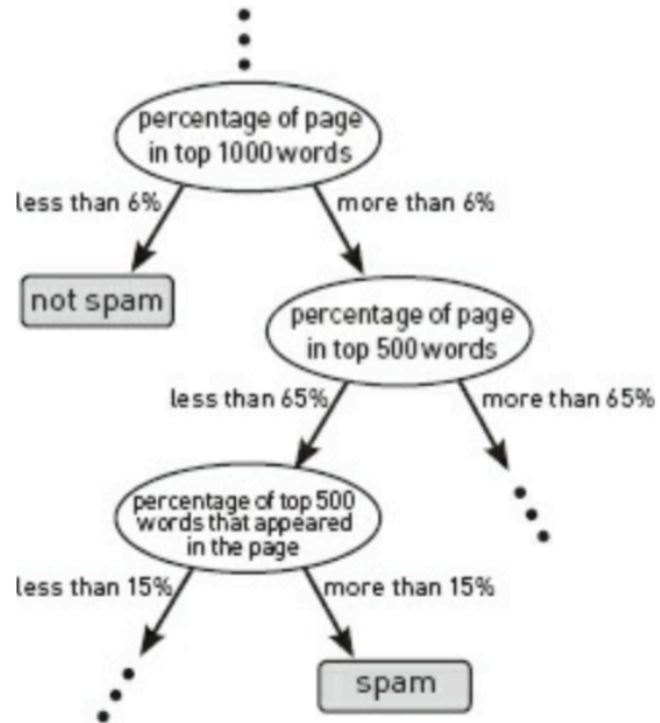 percentage of page
in top 1000 words
less than 6%
more than 6%
not spam
percentage of page
in top 500 words
less than 65%
more than 65%
percentage of top 500
words that appeared
in the page
less than 15%
more than 15%
spam